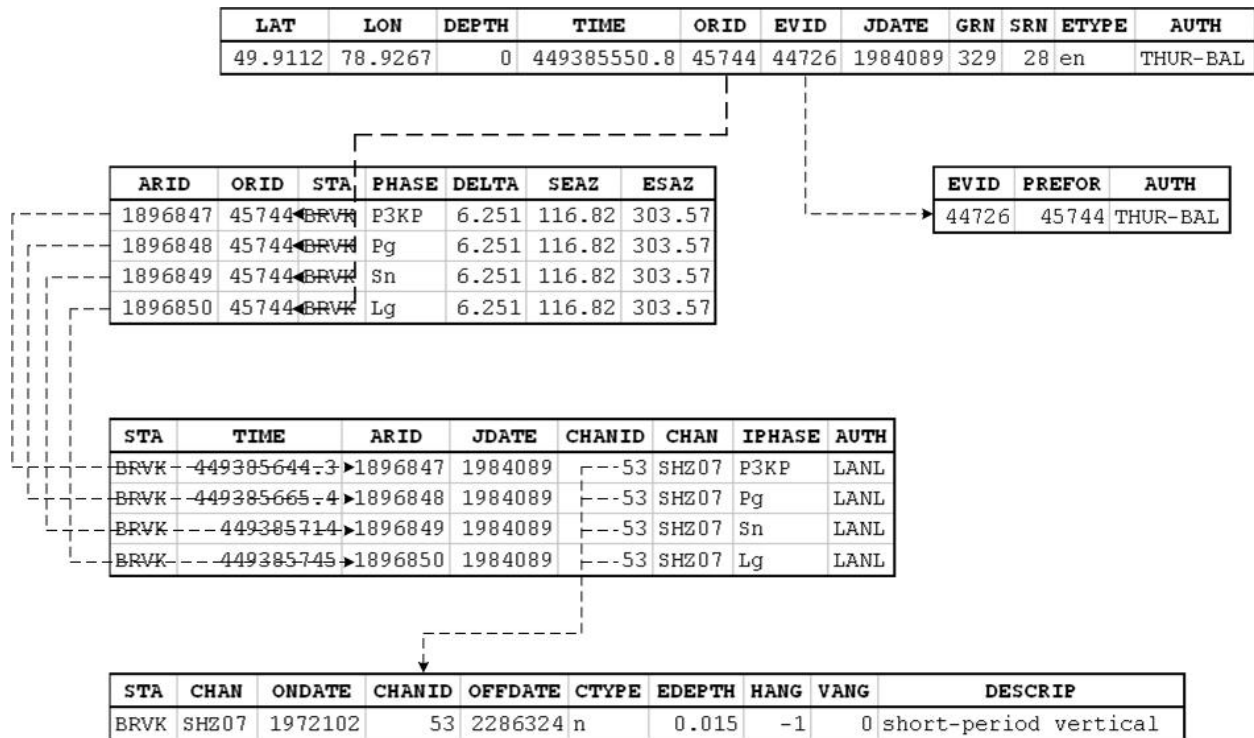 LAT LON DEPTH TIME ORID EVID JDATE GRN SRN ETYPE AUTH
49.9112 78.9267 0 449385550.8 45744 44726 1984089 329 28 en THUR-BAL
ARID ORID STA PHASE DELTA SEAZ ESAZ
1896847 45744 BRVK P3KP 6.251 116.82 303.57
1896848 45744 BRVK Pg 6.251 116.82 303.57
1896849 45744 BRVK Sn 6.251 116.82 303.57
1896850 45744 BRVK Lg 6.251 116.82 303.57
EVID PREFOR AUTH
44726 45744 THUR-BAL
STA TIME ARID JDATE CHANID CHAN IPHASE AUTH
BRVK 449385644.3 1896847 1984089 53 SHZ07 P3KP LANL
BRVK 449385665.4 1896848 1984089 53 SHZ07 Pg LANL
BRVK 449385714 1896849 1984089 53 SHZ07 Sn LANL
BRVK 449385745 1896850 1984089 53 SHZ07 Lg LANL
STA CHAN ONDATE CHANID OFFDATE CTYPE EDEPTH HANG VANG DESCRIP
BRVK SHZ07 1972102 53 2286324 n 0.015 -1 0 short-period vertical